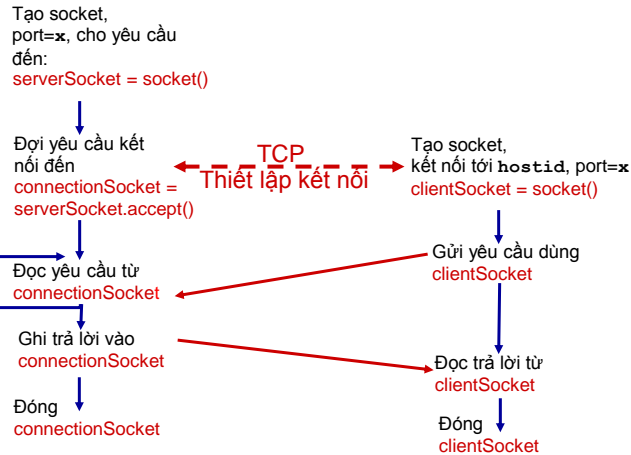 Tạo socket,
port=x, cho yêu cầu
đến:
serverSocket = socket()
Đợi yêu cầu kết
nối đến
connectionSocket =
serverSocket.accept()
TCP
Thiết lập kết nối
Tạo socket,
kết nối tới hostid, port=x
clientSocket = socket()
Gửi yêu cầu dùng
clientSocket
Đọc yêu cầu từ
connectionSocket
Ghi trả lời vào
connectionSocket
Đọc trả lời từ
clientSocket
Đóng
connectionSocket
Đóng
clientSocket